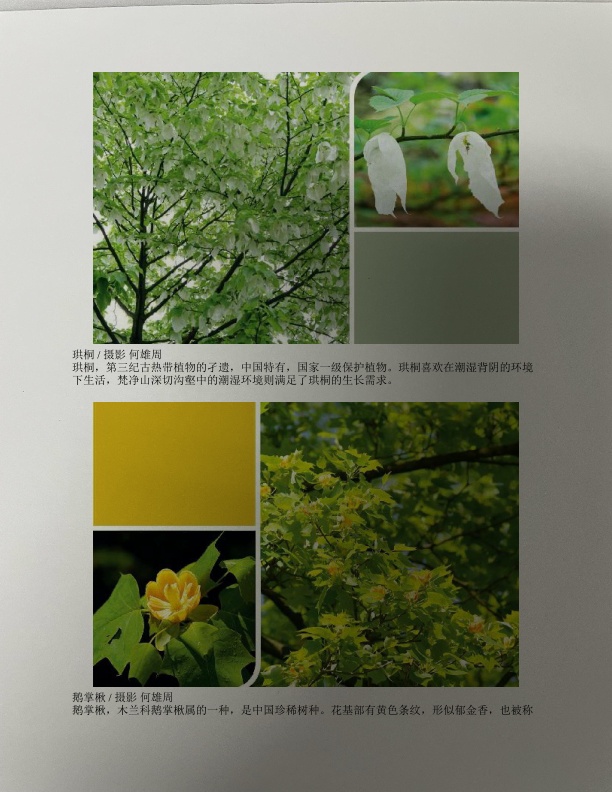 珙桐 / 摄影 何雄周
珙桐，第三纪古热带植物的孑遗，中国特有，国家一级保护植物。珙桐喜欢在潮湿背阴的环境
下生活，梵净山深切沟壑中的潮湿环境则满足了珙桐的生长需求。
鹅掌楸 / 摄影 何雄周
鹅掌楸，木兰科鹅掌楸属的一种，是中国珍稀树种。花基部有黄色条纹，形似郁金香，也被称